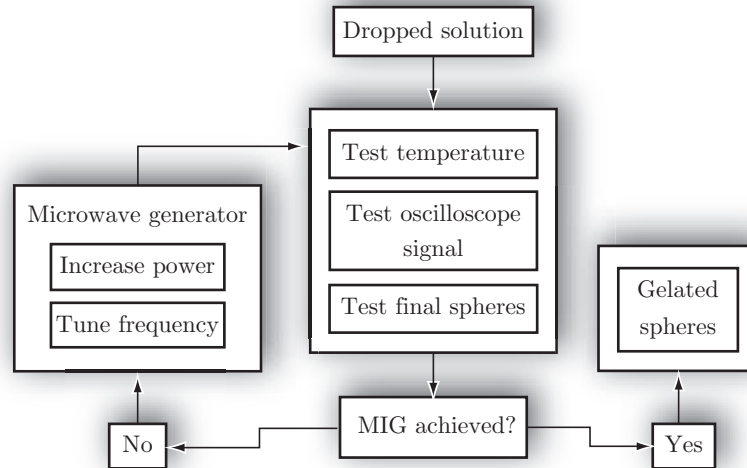 Dropped solution
Test temperature
Test oscilloscope
signal
Test final spheres
Microwave generator
Increase power
Tune frequency
Gelated
spheres
MIG achieved?
No
Yes